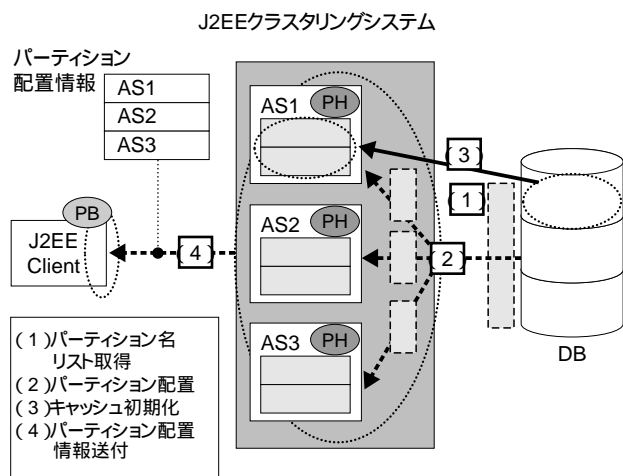 J2EEクラスタリングシステム
パーティション
配置情報
AS1
AS2
AS3
PB
J2EE
Client
(4)
AS1
PH
AS2
PH
AS3
PH
(3)
(1)
(2)
DB
(1)パーティション名
リスト取得
(2)パーティション配置
(3)キャッシュ初期化
(4)パーティション配置
情報送付